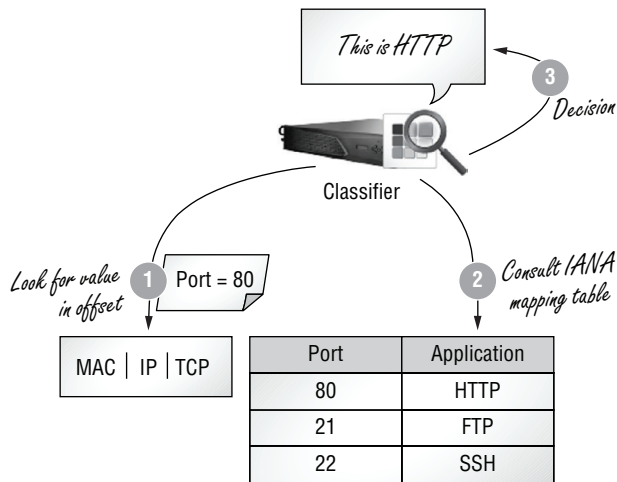 This is HTTP
3
Decision
Classifier
Look for value
in offset
1
Port = 80
2
Consult IANA
mapping table
MAC | IP | TCP
Port Application
80 HTTP
21 FTP
22 SSH